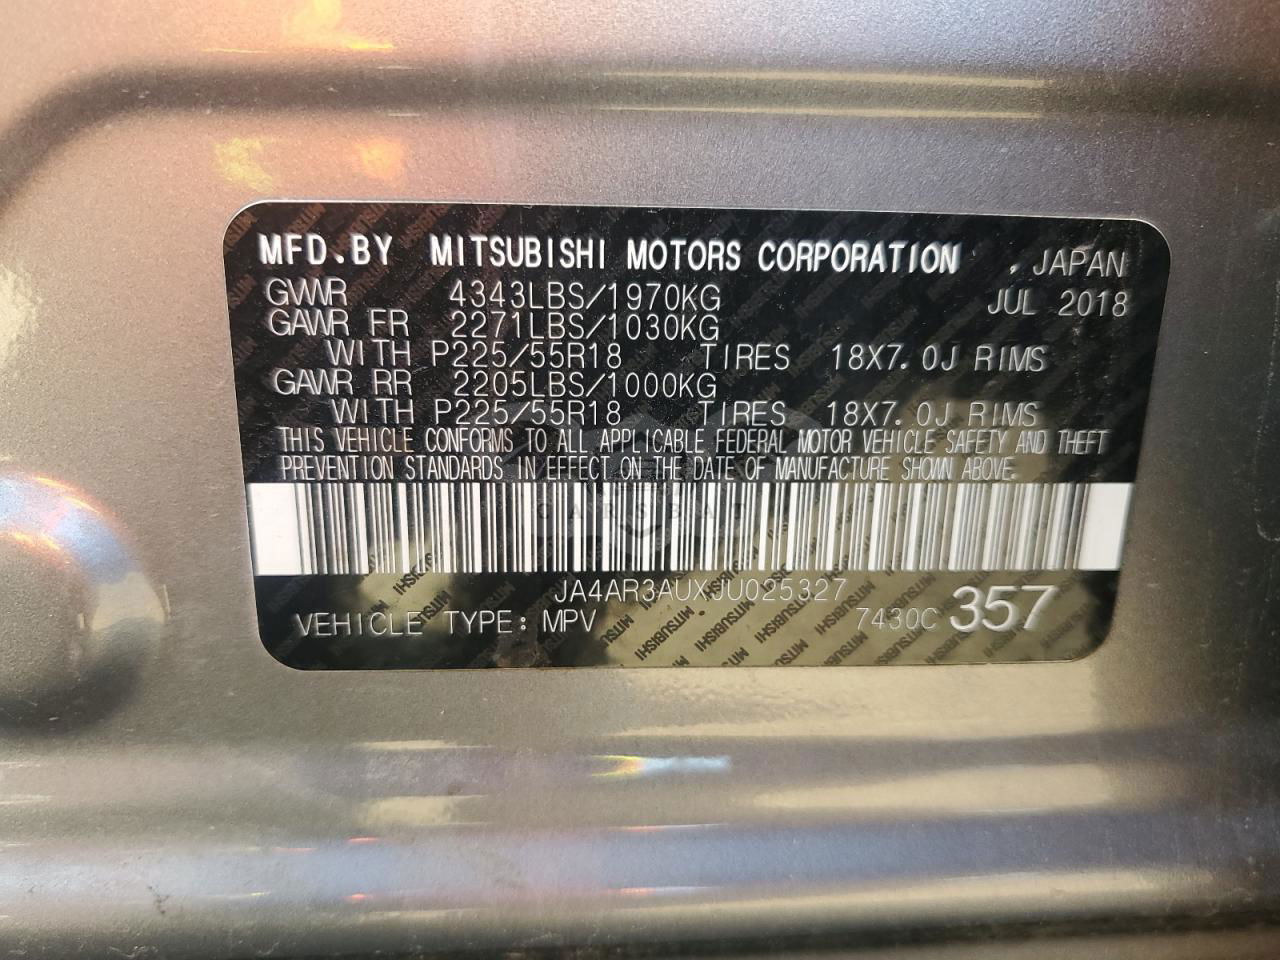 MFD.BY MITSUBISHI MOTORS CORPORATION , JAPAN
GVWR 4343LBS/1970KG JUL 2018
GAWR FR 2271LBS/1030KG
WITH P225/55R18 TIRES 18X7.0J RIMS
GAWR RR 2205LBS/1000KG
WITH P225/55R18 TIRES 18X7.0J RIMS
THIS VEHICLE CONFORMS TO ALL APPLICABLE FEDERAL MOTOR VEHICLE SAFETY AND THEFT
PREVENTION STANDARDS IN EFFECT ON THE DATE OF MANUFACTURE SHOWN ABOVE.
JA4AR3AUXJU025327
VEHICLE TYPE: MPV 7430C 357